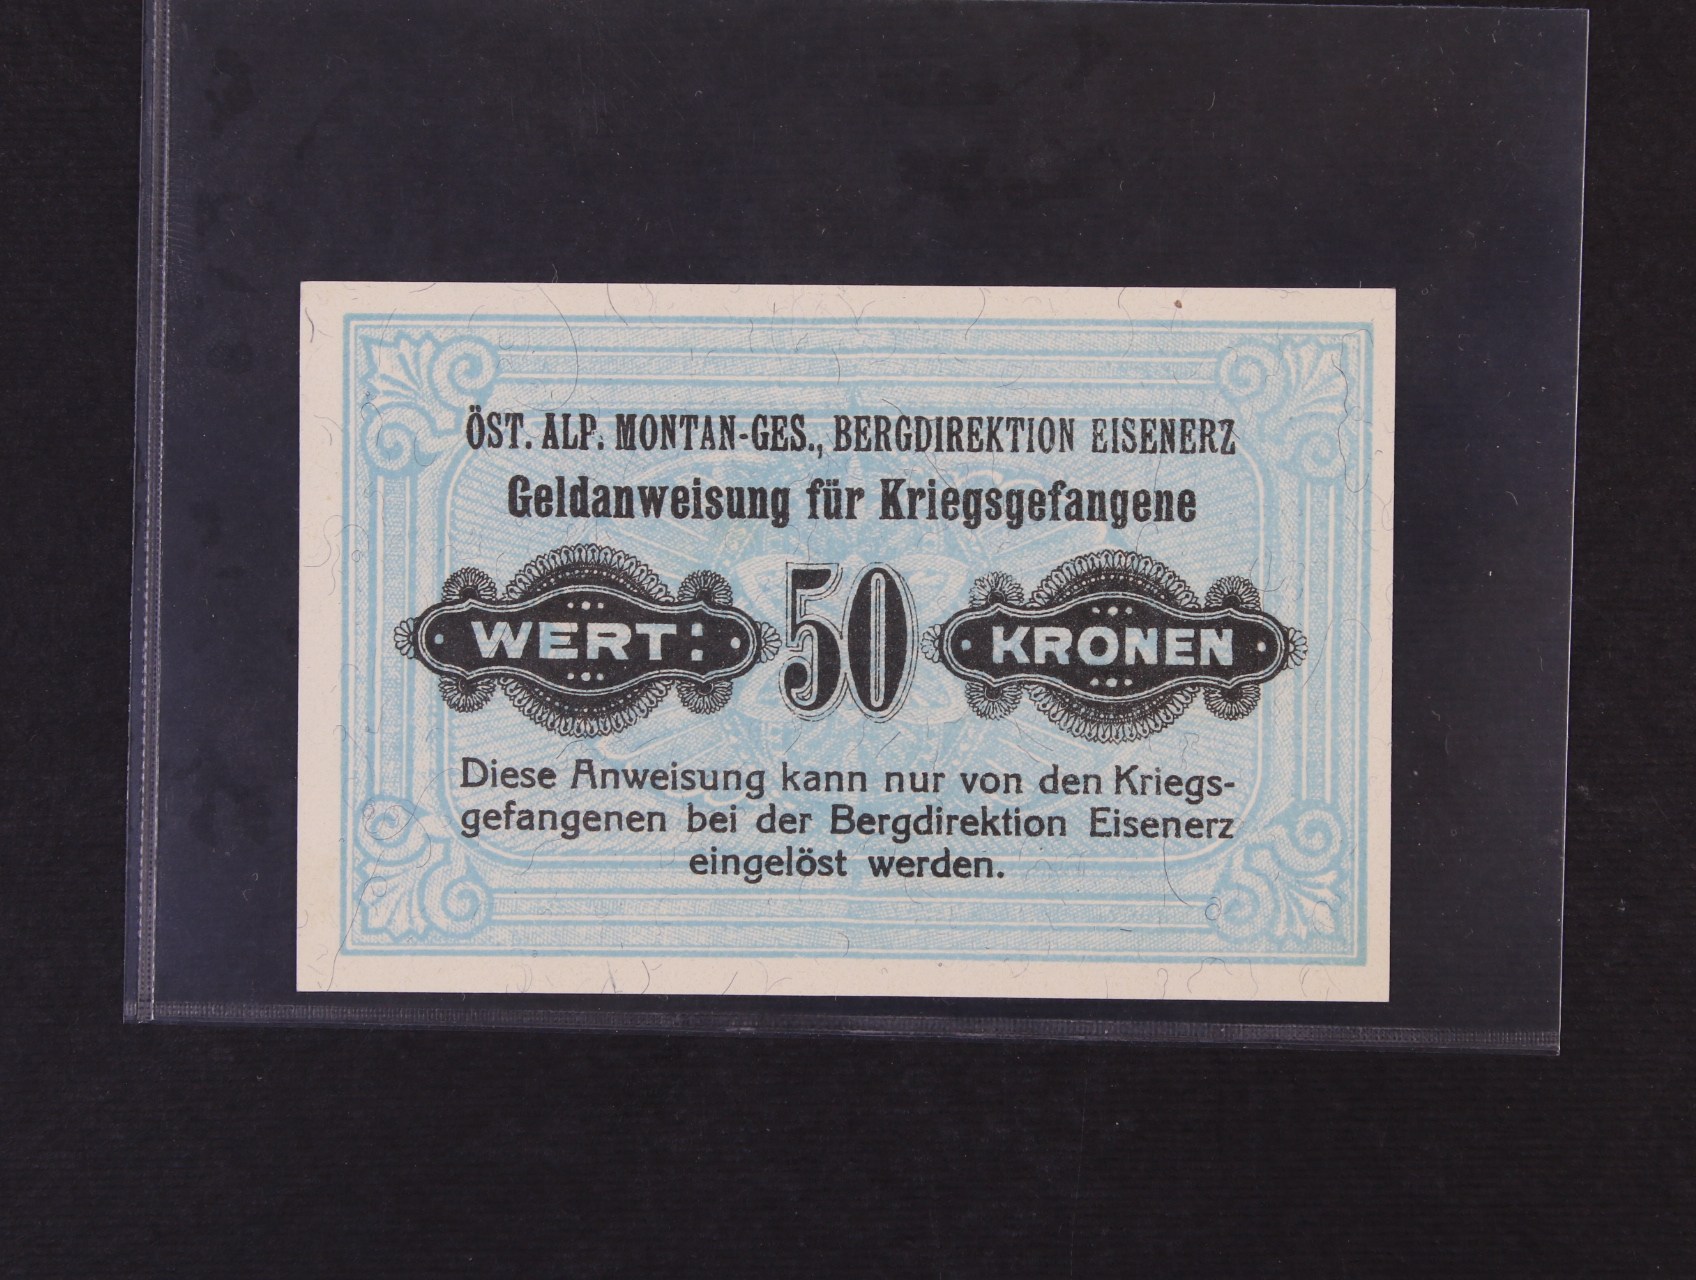 ÖST. ALP. MONTAN-GES., BERGDIREKTION EISENERZ
Geldanweisung für Kriegsgefangene
WERT: 50 KRONEN
Diese Anweisung kann nur von den Kriegs-
gefangenen bei der Bergdirektion Eisenerz
eingelöst werden.